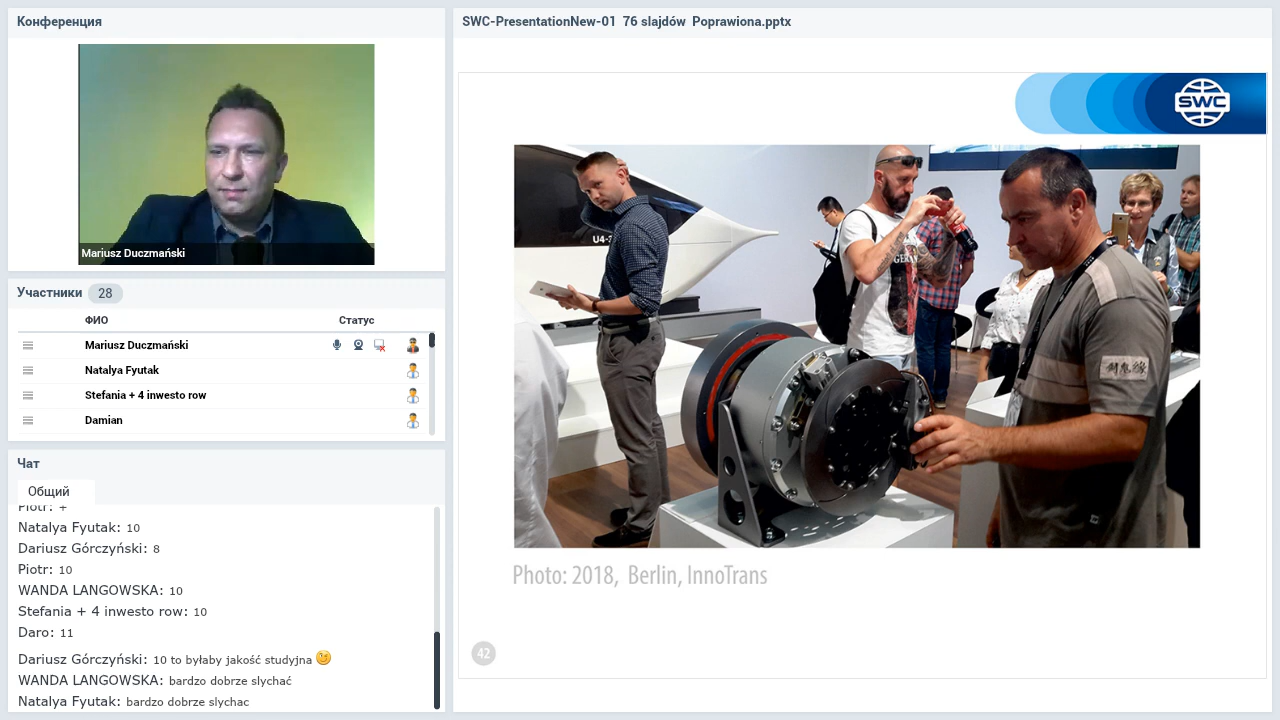 Конференция
Mariusz Duczmański
Участники 28
ФИО Статус
Mariusz Duczmański
Natalya Fyutak
Stefania + 4 inwesto row
Damian
Чат
Общий
Piotr: +
Natalya Fyutak: 10
Dariusz Górczyński: 8
Piotr: 10
WANDA LANGOWSKA: 10
Stefania + 4 inwesto row: 10
Daro: 11
Dariusz Górczyński: 10 to byłaby jakość studyjna
WANDA LANGOWSKA: bardzo dobrze slychać
Natalya Fyutak: bardzo dobrze slychac
SWC-PresentationNew-01 76 slajdów Poprawiona.pptx
SWC
Photo: 2018, Berlin, InnoTrans
42